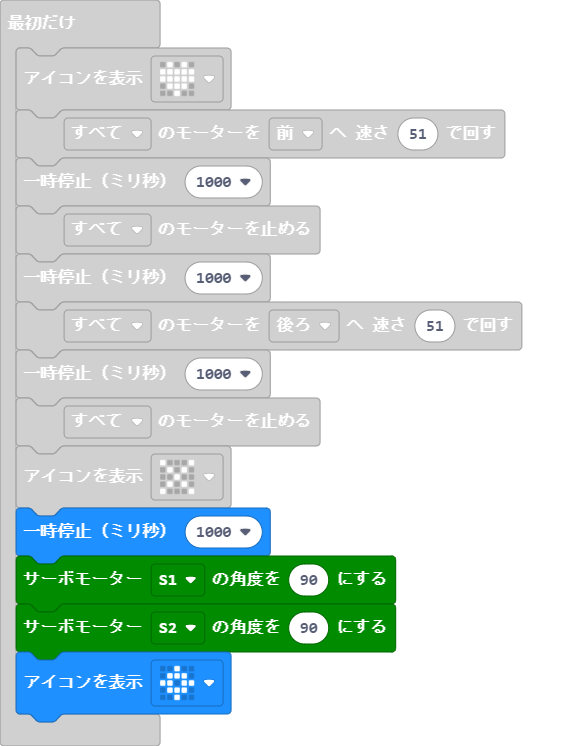 最初だけ
アイコンを表示
すべて のモーターを 前 へ 速さ 51 で回す
一時停止（ミリ秒） 1000
すべて のモーターを止める
一時停止（ミリ秒） 1000
すべて のモーターを 後ろ へ 速さ 51 で回す
一時停止（ミリ秒） 1000
すべて のモーターを止める
アイコンを表示
一時停止（ミリ秒） 1000
サーボモーター S1 の角度を 90 にする
サーボモーター S2 の角度を 90 にする
アイコンを表示